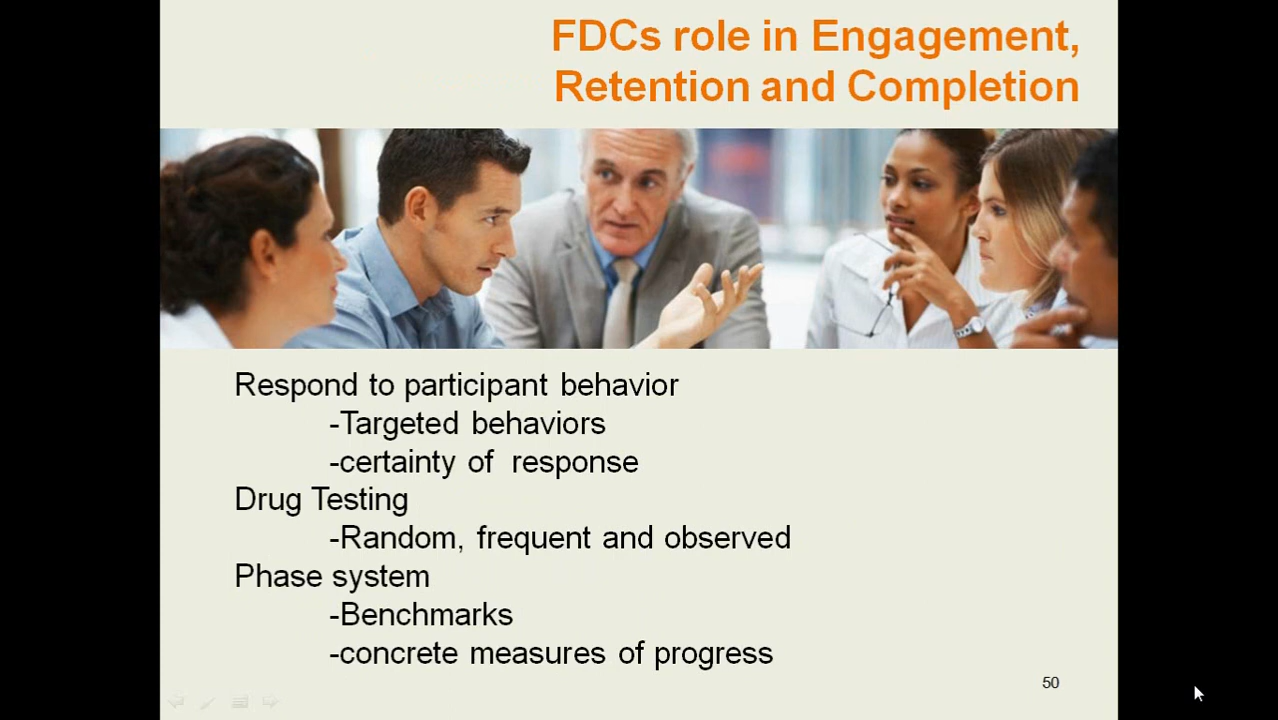 FDCs role in Engagement,
Retention and Completion
Respond to participant behavior
-Targeted behaviors
-certainty of response
Drug Testing
-Random, frequent and observed
Phase system
-Benchmarks
-concrete measures of progress
50